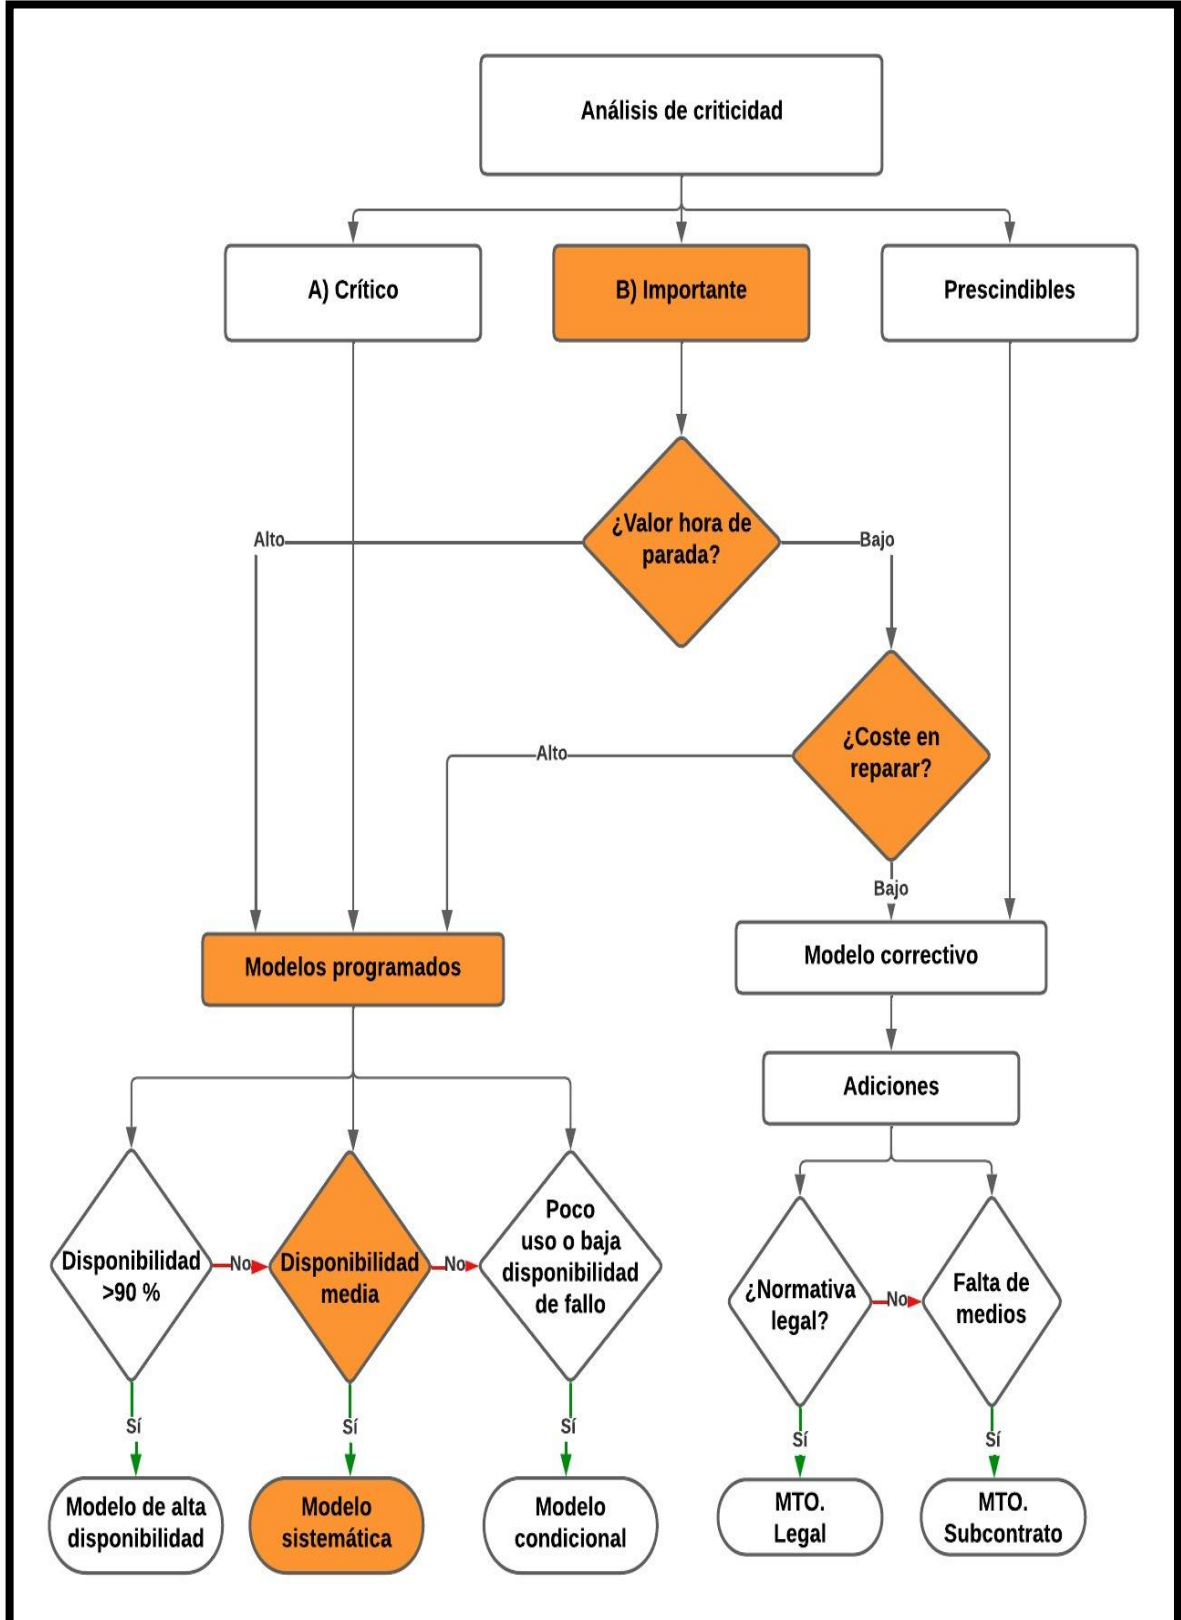 Análisis de criticidad
A) Crítico
B) Importante
Prescindibles
¿Valor hora de
parada?
Alto
Bajo
¿Coste en
reparar?
Alto
Bajo
Modelos programados
Modelo correctivo
Adiciones
Disponibilidad
>90 %
No
Disponibilidad
media
No
Poco
uso o baja
disponibilidad
de fallo
¿Normativa
legal?
No
Falta de
medios
Sí
Sí
Sí
Sí
Sí
Modelo de alta
disponibilidad
Modelo
sistemática
Modelo
condicional
MTO.
Legal
MTO.
Subcontrato